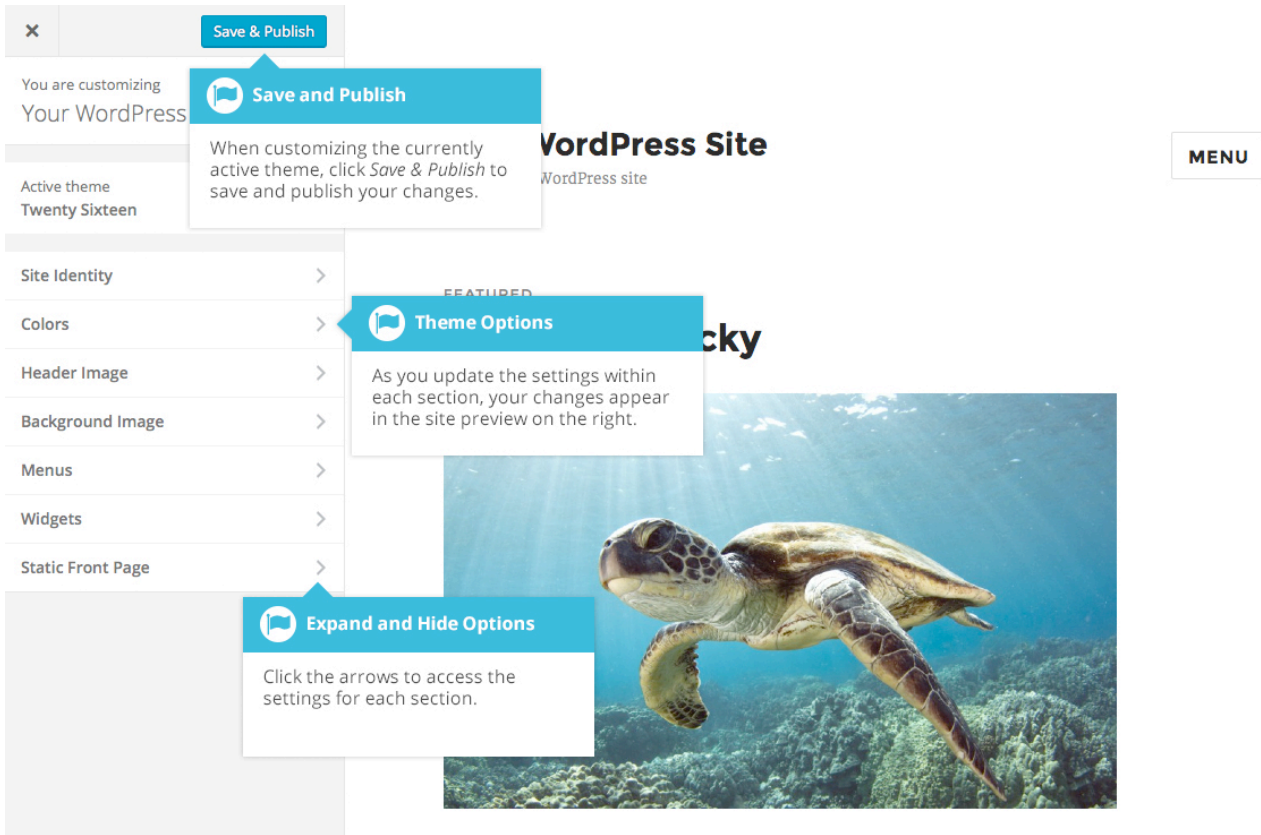 Save & Publish
You are customizing
Your WordPress
Save and Publish
When customizing the currently
active theme, click Save & Publish to
save and publish your changes.
Active theme
Twenty Sixteen
WordPress Site
WordPress site
MENU
Site Identity
Colors
Header Image
Background Image
Menus
Widgets
Static Front Page
FEATURED
Theme Options
As you update the settings within
each section, your changes appear
in the site preview on the right.
Expand and Hide Options
Click the arrows to access the
settings for each section.